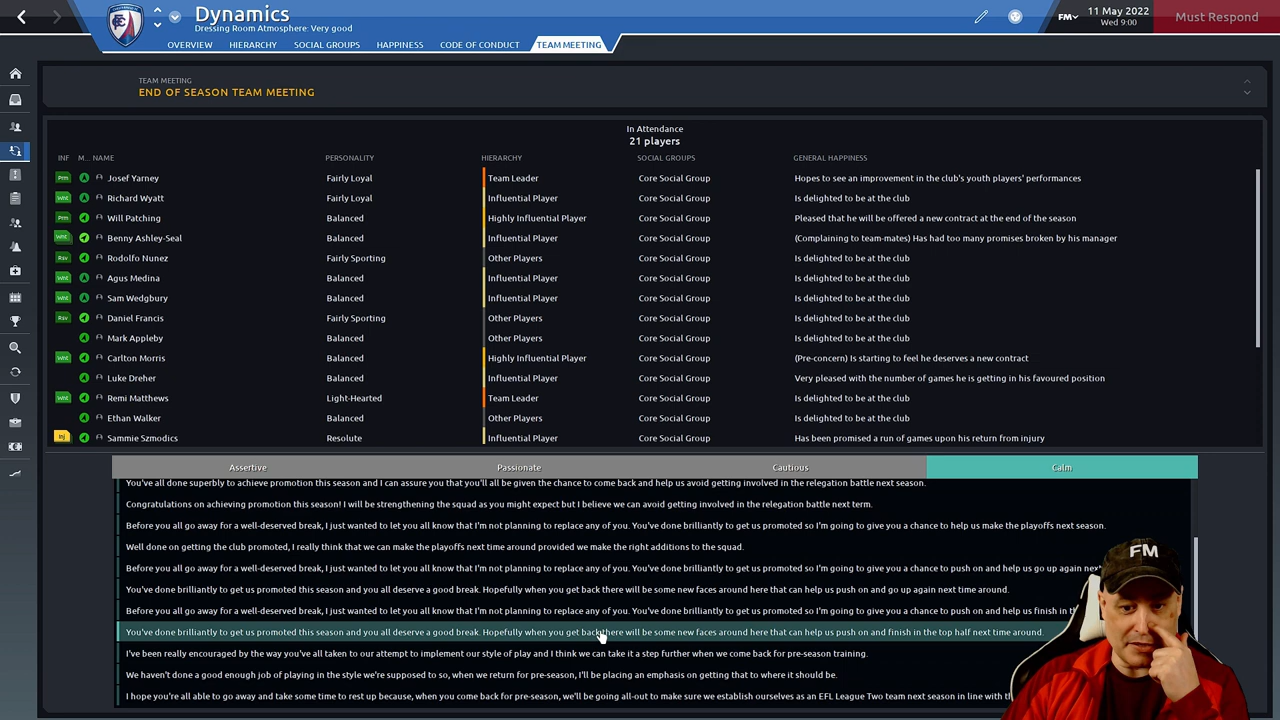 Dynamics
Dressing Room Atmosphere: Very good
FM
11 May 2022
Wed 9:00
Must Respond
OVERVIEW HIERARCHY SOCIAL GROUPS HAPPINESS CODE OF CONDUCT TEAM MEETING
TEAM MEETING
END OF SEASON TEAM MEETING
In Attendance
21 players
INF M... NAME PERSONALITY HIERARCHY SOCIAL GROUPS GENERAL HAPPINESS
Prm Josef Yarney Fairly Loyal Team Leader Core Social Group Hopes to see an improvement in the club's youth players' performances
Wnt Richard Wyatt Fairly Loyal Influential Player Core Social Group Is delighted to be at the club
Prm Will Patching Balanced Highly Influential Player Core Social Group Pleased that he will be offered a new contract at the end of the season
Wnt Benny Ashley-Seal Balanced Influential Player Core Social Group (Complaining to team-mates) Has had too many promises broken by his manager
Rsv Rodolfo Nunez Fairly Sporting Other Players Core Social Group Is delighted to be at the club
Wnt Agus Medina Balanced Influential Player Core Social Group Is delighted to be at the club
Wnt Sam Wedgbury Balanced Influential Player Core Social Group Is delighted to be at the club
Rsv Daniel Francis Fairly Sporting Other Players Core Social Group Is delighted to be at the club
Mark Appleby Balanced Other Players Core Social Group Is delighted to be at the club
Wnt Carlton Morris Balanced Highly Influential Player Core Social Group (Pre-concern) Is starting to feel he deserves a new contract
Luke Dreher Balanced Influential Player Core Social Group Very pleased with the number of games he is getting in his favoured position
Wnt Remi Matthews Light-Hearted Team Leader Core Social Group Is delighted to be at the club
Ethan Walker Balanced Other Players Core Social Group Is delighted to be at the club
Inj Sammie Szmodics Resolute Influential Player Core Social Group Has been promised a run of games upon his return from injury
Assertive Passionate Cautious Calm
You've all done superbly to achieve promotion this season and I can assure you that you'll all be given the chance to come back and help us avoid getting involved in the relegation battle next season.
Congratulations on achieving promotion this season! I will be strengthening the squad as you might expect but I believe we can avoid getting involved in the relegation battle next term.
Before you all go away for a well-deserved break, I just wanted to let you all know that I'm not planning to replace any of you. You've done brilliantly to get us promoted so I'm going to give you a chance to help us make the playoffs next season.
Well done on getting the club promoted, I really think that we can make the playoffs next time around provided we make the right additions to the squad.
Before you all go away for a well-deserved break, I just wanted to let you all know that I'm not planning to replace any of you. You've done brilliantly to get us promoted so I'm going to give you a chance to push on and help us go up again next
You've done brilliantly to get us promoted this season and you all deserve a good break. Hopefully when you get back there will be some new faces around here that can help us push on and go up again next time around.
Before you all go away for a well-deserved break, I just wanted to let you all know that I'm not planning to replace any of you. You've done brilliantly to get us promoted so I'm going to give you a chance to push on and help us finish in
You've done brilliantly to get us promoted this season and you all deserve a good break. Hopefully when you get back there will be some new faces around here that can help us push on and finish in the top half next time around.
I've been really encouraged by the way you've all taken to our attempt to implement our style of play and I think we can take it a step further when we come back for pre-season training.
We haven't done a good enough job of playing in the style we're supposed to so, when we return for pre-season, I'll be placing an emphasis on getting that to where it should be.
I hope you're all able to go away and take some time to rest up because, when you come back for pre-season, we'll be going all-out to make sure we establish ourselves as an EFL League Two team next season in line with
FM